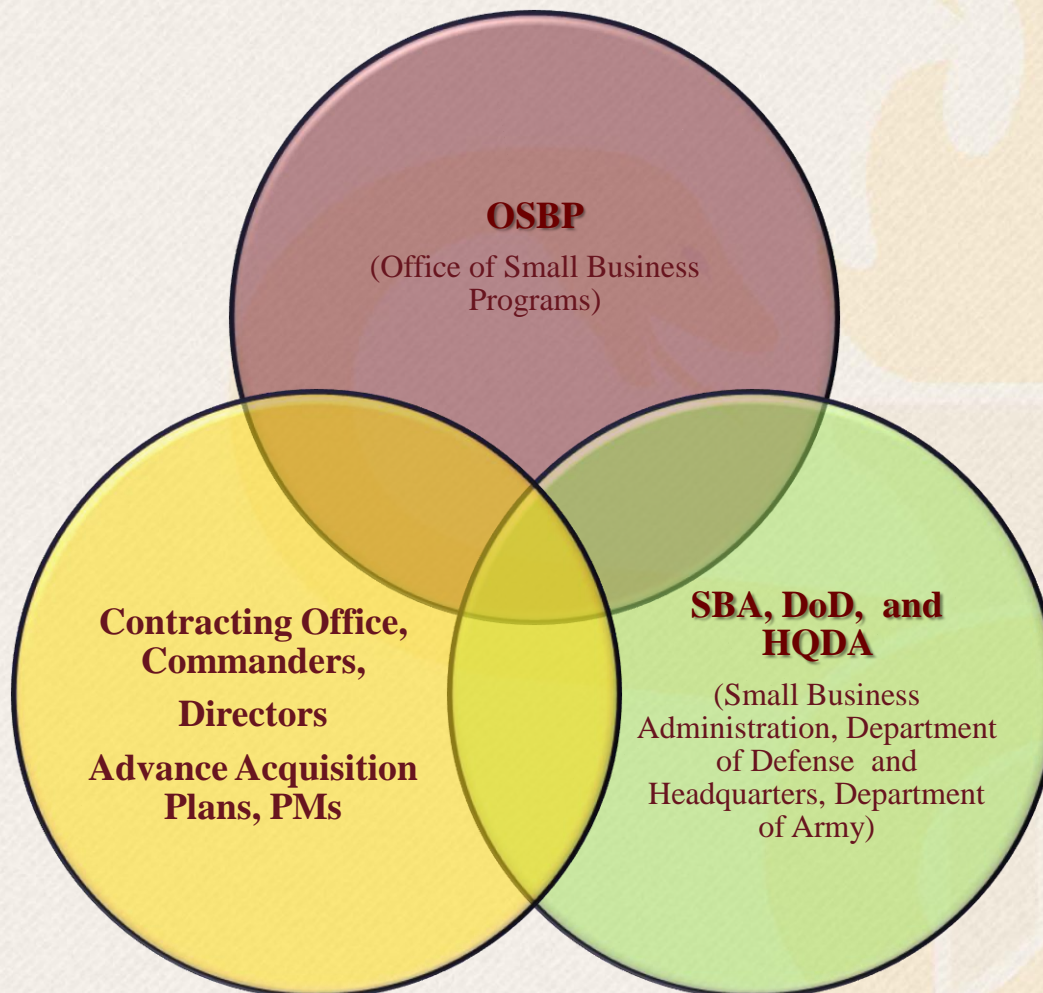 OSBP
(Office of Small Business
Programs)
Contracting Office,
Commanders,
Directors
Advance Acquisition
Plans, PMs
SBA, DoD,  and
HQDA
(Small Business
Administration, Department
of Defense  and
Headquarters, Department
of Army)